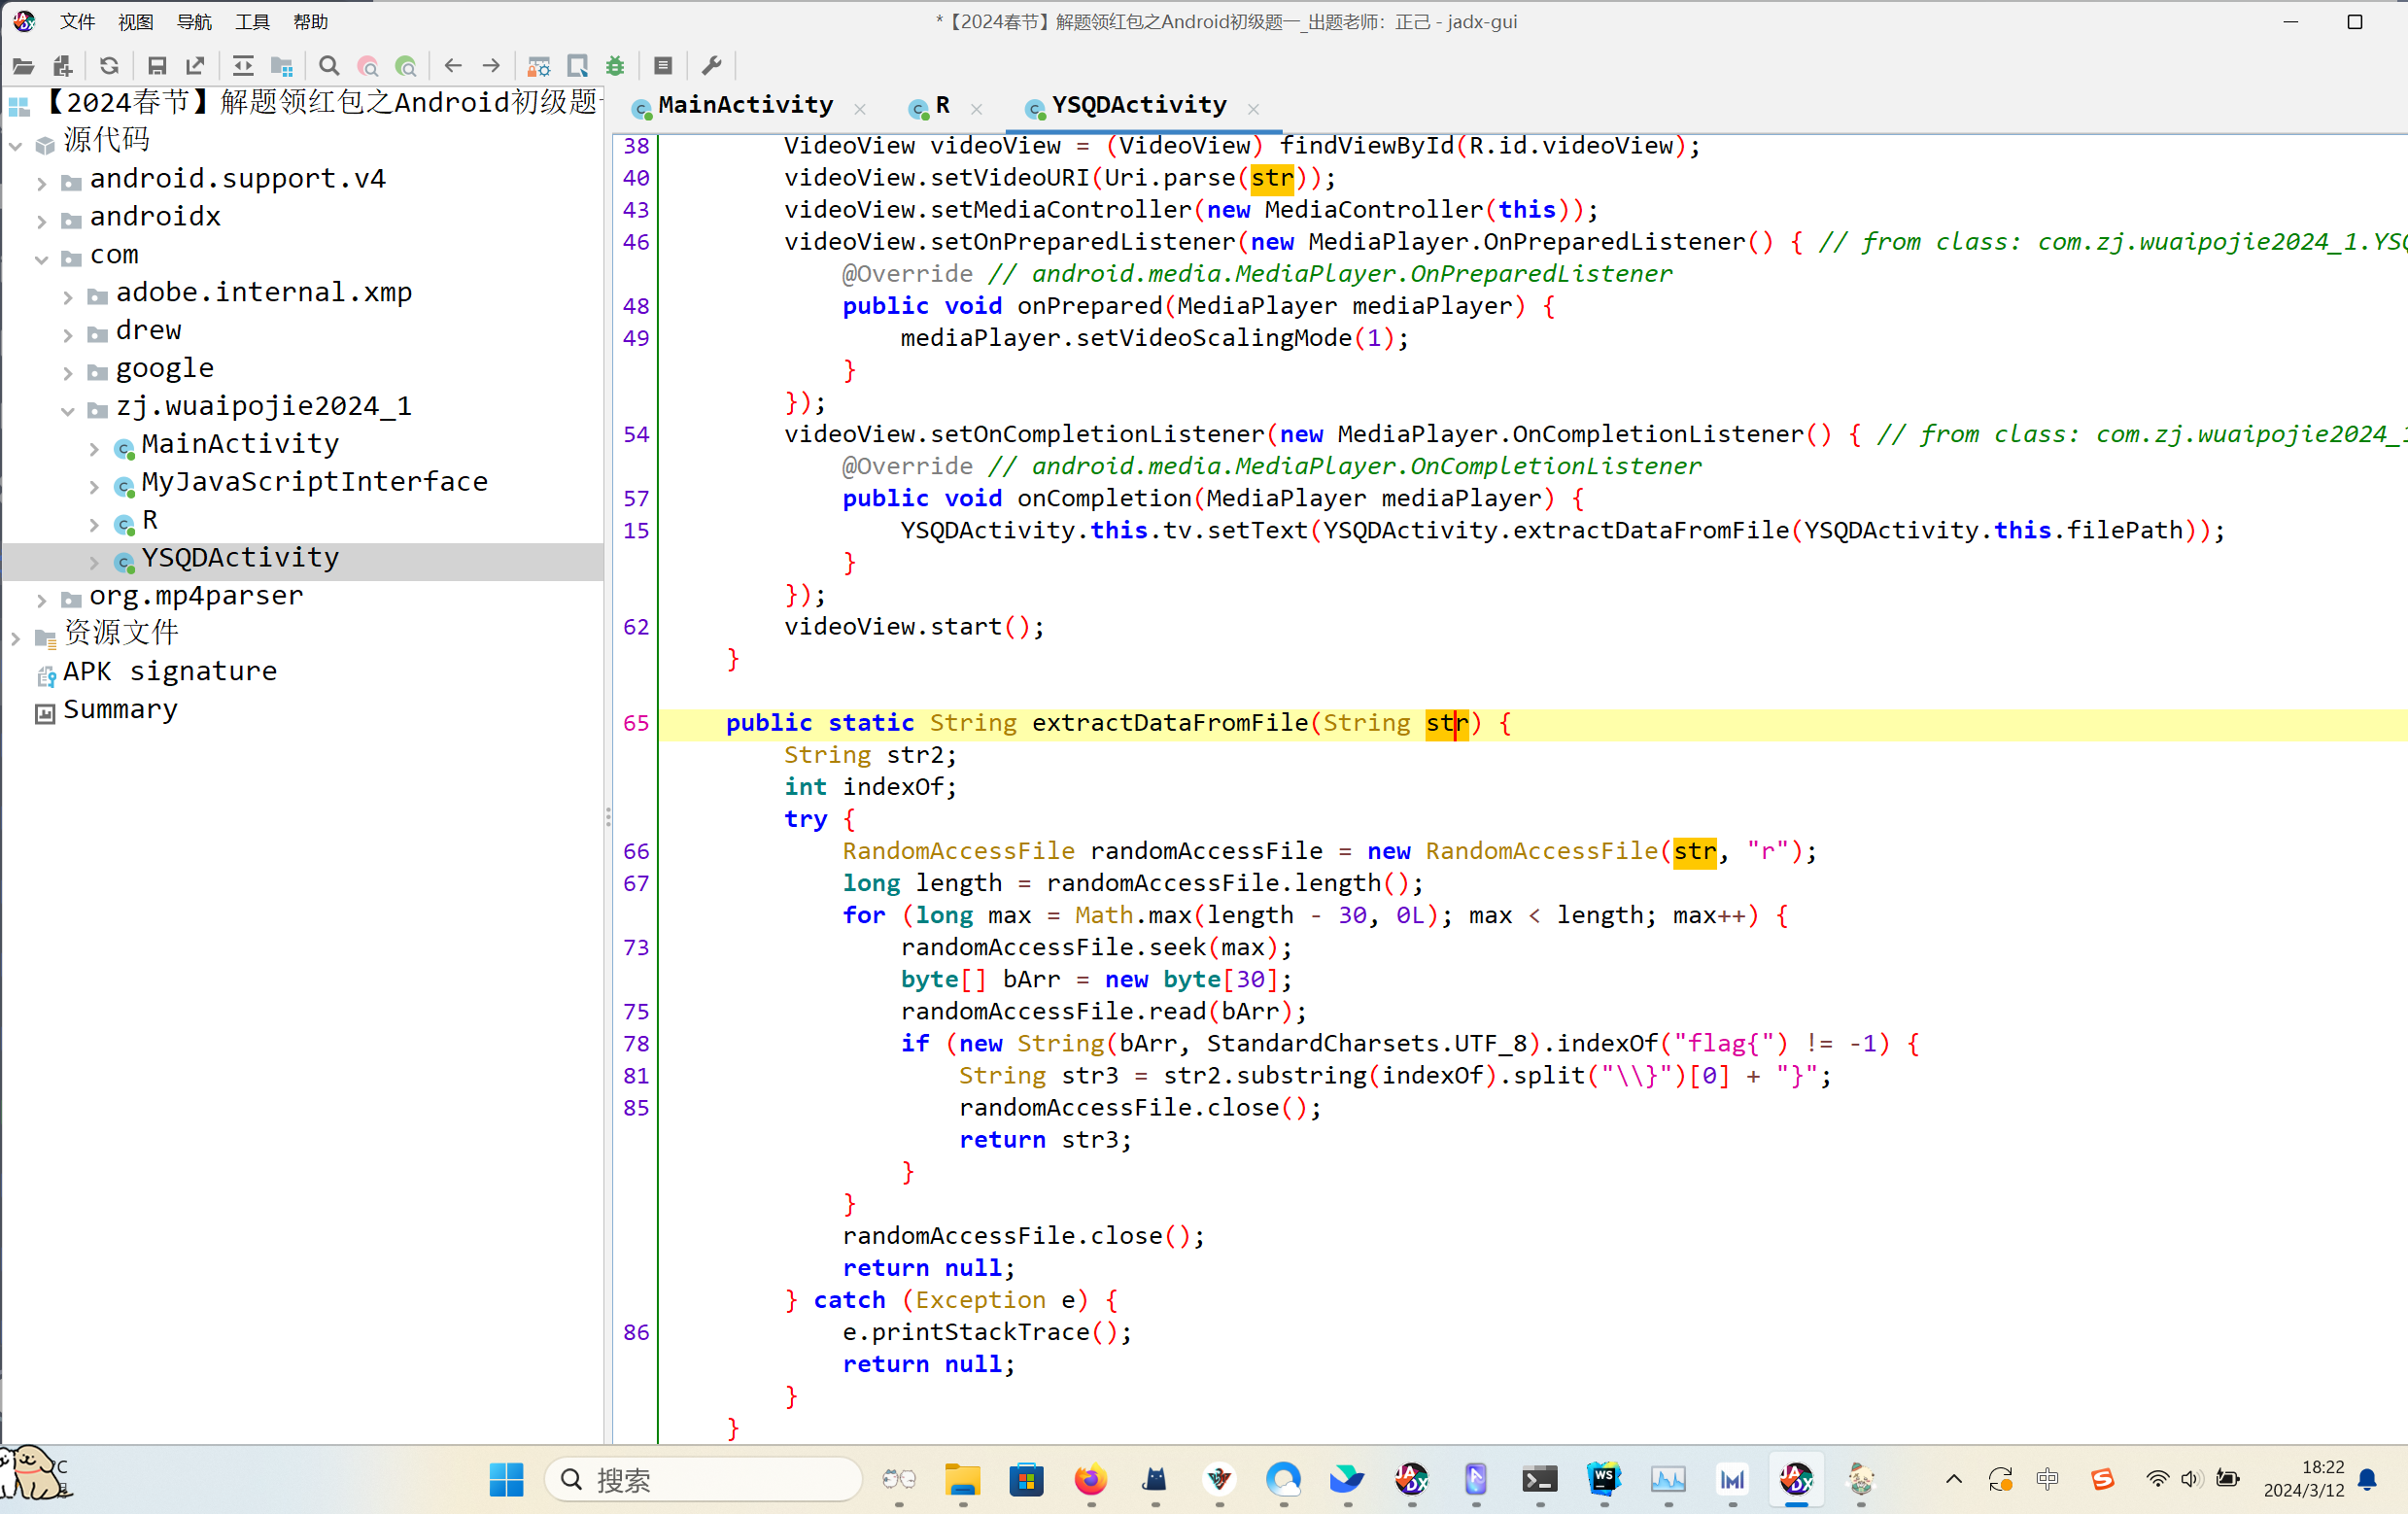 文件 视图 导航 工具 帮助
*【2024春节】解题领红包之Android初级题一_出题老师：正己 - jadx-gui
【2024春节】解题领红包之Android初级题
源代码
android.support.v4
androidx
com
adobe.internal.xmp
drew
google
zj.wuaipojie2024_1
MainActivity
MyJavaScriptInterface
R
YSQDActivity
org.mp4parser
资源文件
APK signature
Summary
MainActivity R YSQDActivity
38 VideoView videoView = (VideoView) findViewById(R.id.videoView);
40 videoView.setVideoURI(Uri.parse(str));
43 videoView.setMediaController(new MediaController(this));
46 videoView.setOnPreparedListener(new MediaPlayer.OnPreparedListener() { // from class: com.zj.wuaipojie2024_1.YSQ
@Override // android.media.MediaPlayer.OnPreparedListener
48 public void onPrepared(MediaPlayer mediaPlayer) {
49 mediaPlayer.setVideoScalingMode(1);
}
});
54 videoView.setOnCompletionListener(new MediaPlayer.OnCompletionListener() { // from class: com.zj.wuaipojie2024_1
@Override // android.media.MediaPlayer.OnCompletionListener
57 public void onCompletion(MediaPlayer mediaPlayer) {
15 YSQDActivity.this.tv.setText(YSQDActivity.extractDataFromFile(YSQDActivity.this.filePath));
}
});
62 videoView.start();
}
65 public static String extractDataFromFile(String str) {
String str2;
int indexOf;
try {
66 RandomAccessFile randomAccessFile = new RandomAccessFile(str, "r");
67 long length = randomAccessFile.length();
for (long max = Math.max(length - 30, 0L); max < length; max++) {
73 randomAccessFile.seek(max);
byte[] bArr = new byte[30];
75 randomAccessFile.read(bArr);
78 if (new String(bArr, StandardCharsets.UTF_8).indexOf("flag{") != -1) {
81 String str3 = str2.substring(indexOf).split("\\}")[0] + "}";
85 randomAccessFile.close();
return str3;
}
}
randomAccessFile.close();
return null;
} catch (Exception e) {
86 e.printStackTrace();
return null;
}
}
搜索
中
18:22
2024/3/12